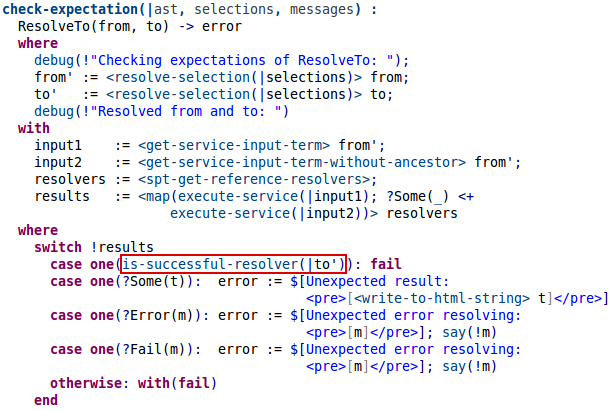 check-expectation(|ast, selections, messages) :
  ResolveTo(from, to) -> error
  where
    debug(!"Checking expectations of ResolveTo: ");
    from' := <resolve-selection(|selections)> from;
    to'   := <resolve-selection(|selections)> to;
    debug(!"Resolved from and to: ")
  with
    input1    := <get-service-input-term> from';
    input2    := <get-service-input-term-without-ancestor> from';
    resolvers := <spt-get-reference-resolvers>;
    results   := <map(execute-service(|input1); ?Some(_) <+
                     execute-service(|input2))> resolvers
  where
    switch !results
      case one(is-successful-resolver(|to')): fail
      case one(?Some(t)):  error := $[Unexpected result:
                                      <pre>[<write-to-html-string> t]</pre>]
      case one(?Error(m)): error := $[Unexpected error resolving:
                                      <pre>[m]</pre>]; say(!m)
      case one(?Fail(m)):  error := $[Unexpected error resolving:
                                      <pre>[m]</pre>]; say(!m)
      otherwise: with(fail)
    end